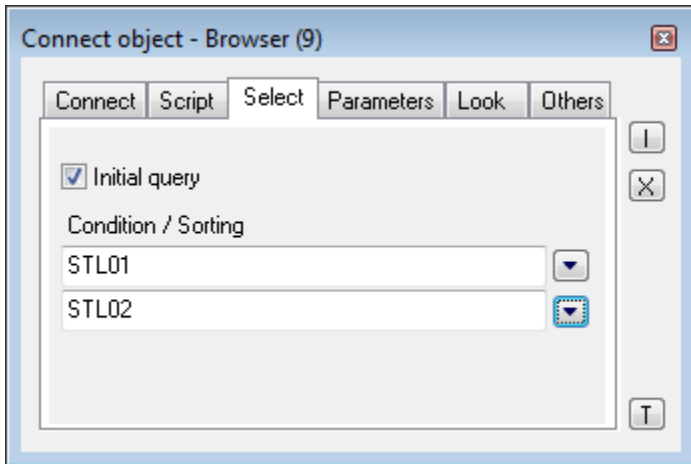 Connect object - Browser (9)
Connect Script Select Parameters Look Others
I
Initial query
X
Condition / Sorting
STL01
STL02
T